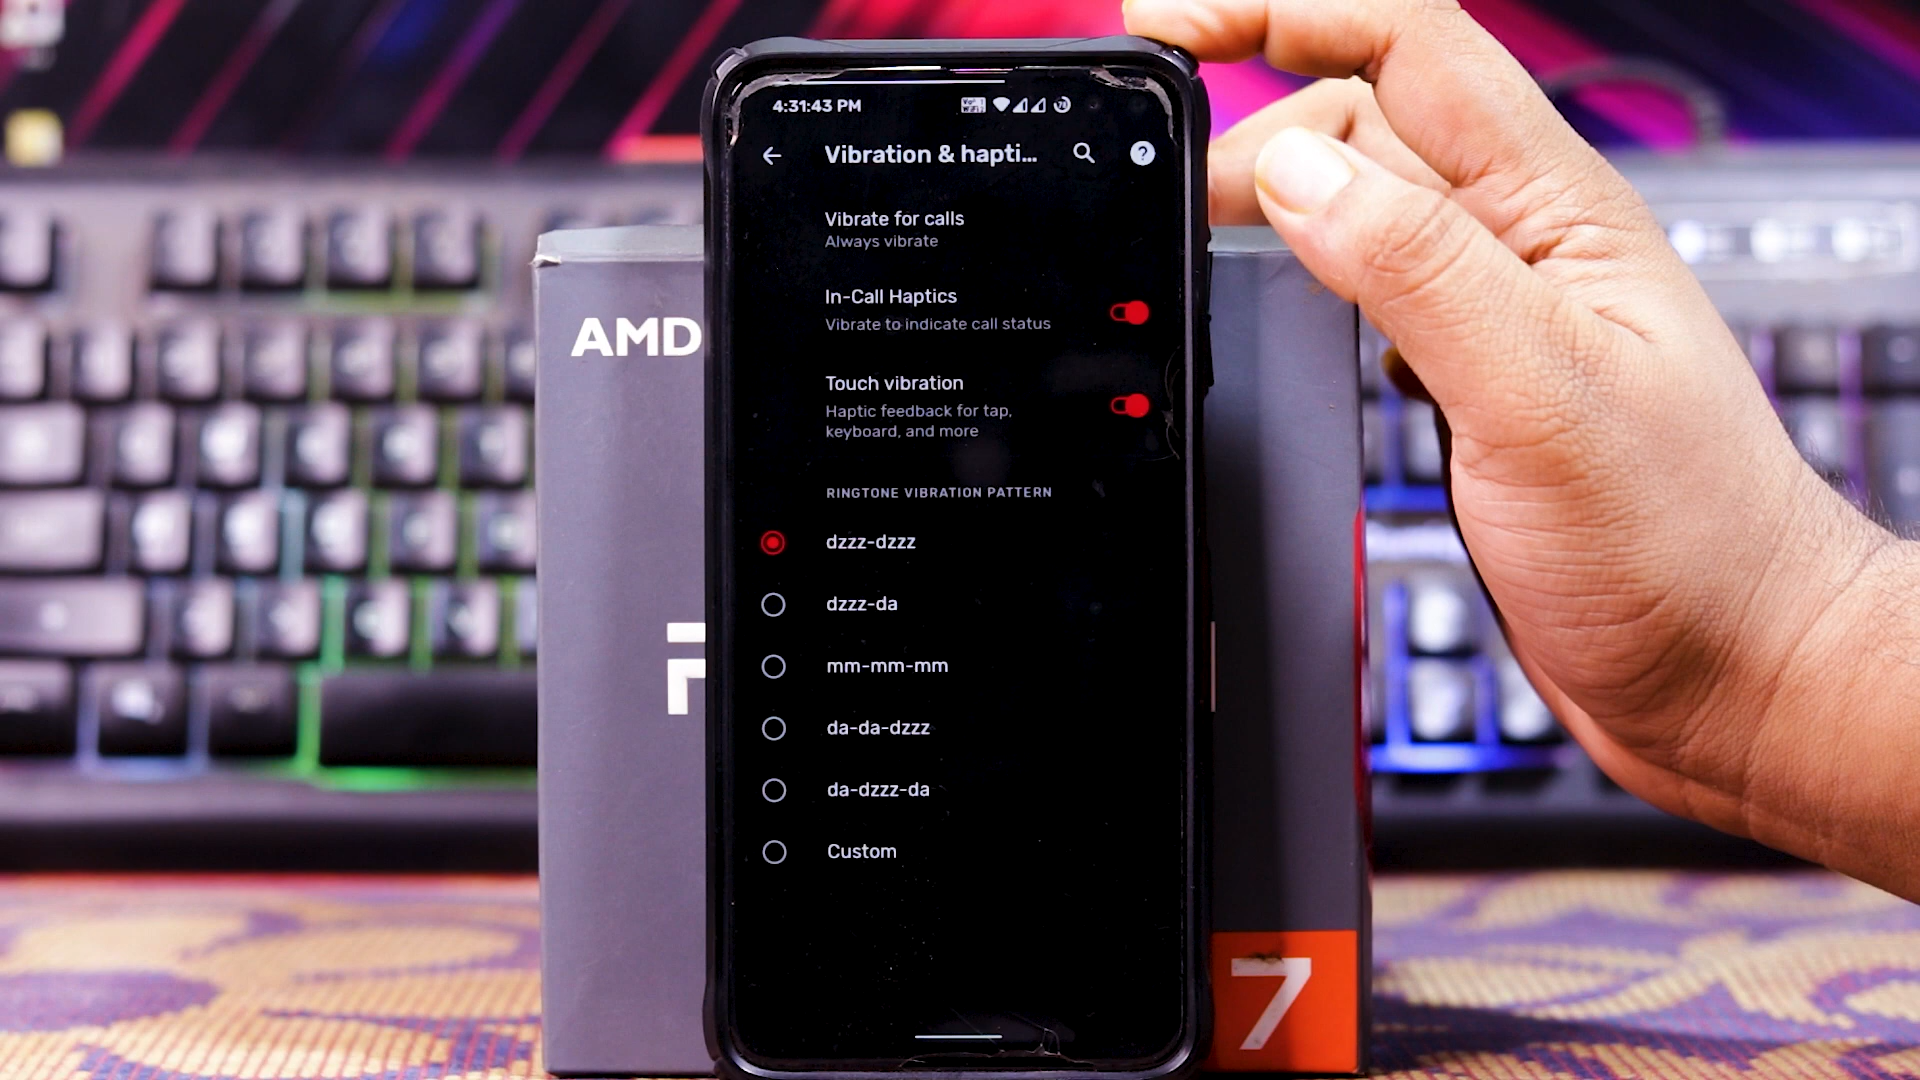 4:31:43 PM
Vibration & hapti...
Vibrate for calls
Always vibrate
In-Call Haptics
Vibrate to indicate call status
Touch vibration
Haptic feedback for tap,
keyboard, and more
RINGTONE VIBRATION PATTERN
dzzz-dzzz
dzzz-da
mm-mm-mm
da-da-dzzz
da-dzzz-da
Custom
AMD
7